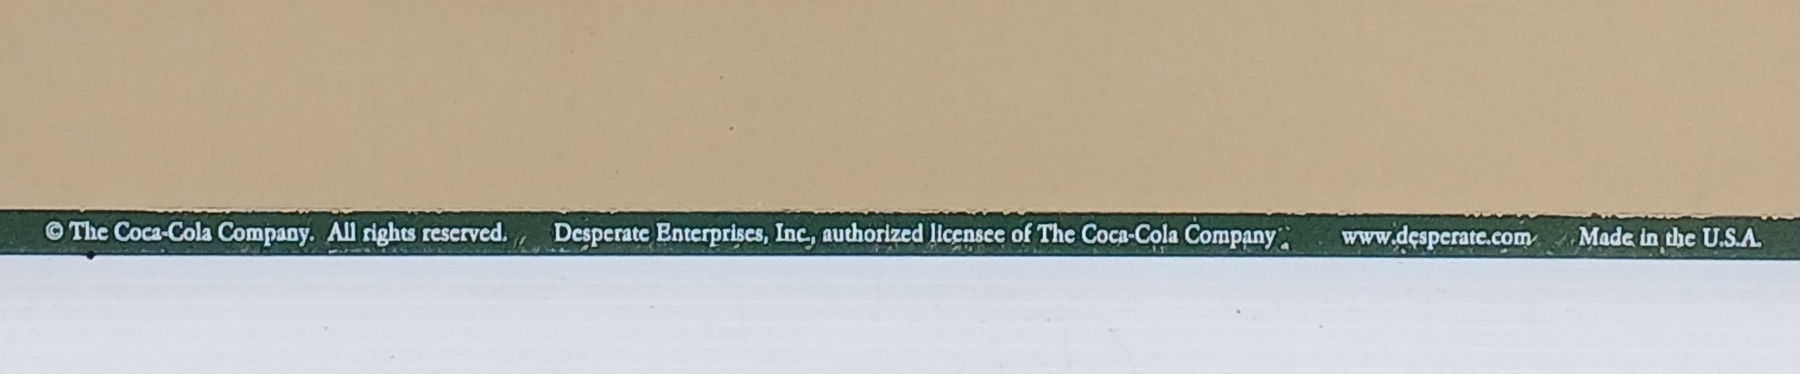 © The Coca-Cola Company. All rights reserved. Desperate Enterprises, Inc., authorized licensee of The Coca-Cola Company. www.desperate.com Made in the U.S.A.